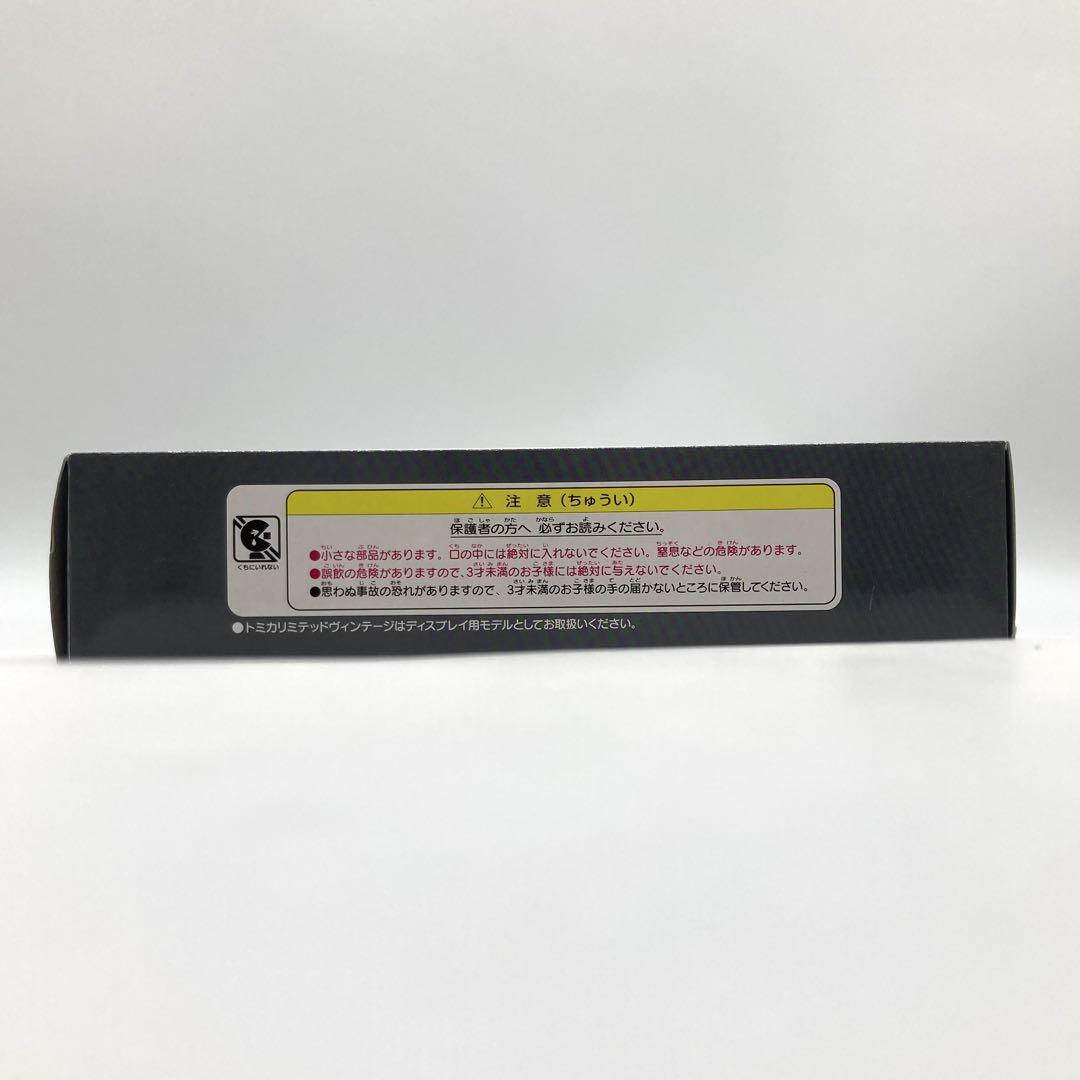 ⚠ 注 意（ちゅうい）
保護者の方へ 必ずお読みください。
●小さな部品があります。口の中には絶対に入れないでください。窒息などの危険があります。
●誤飲の危険がありますので、3才未満のお子様には絶対に与えないでください。
●思わぬ事故の恐れがありますので、3才未満のお子様の手の届かないところに保管してください。
くちにいれない
●トミカリミテッドヴィンテージはディスプレイ用モデルとしてお取扱いください。